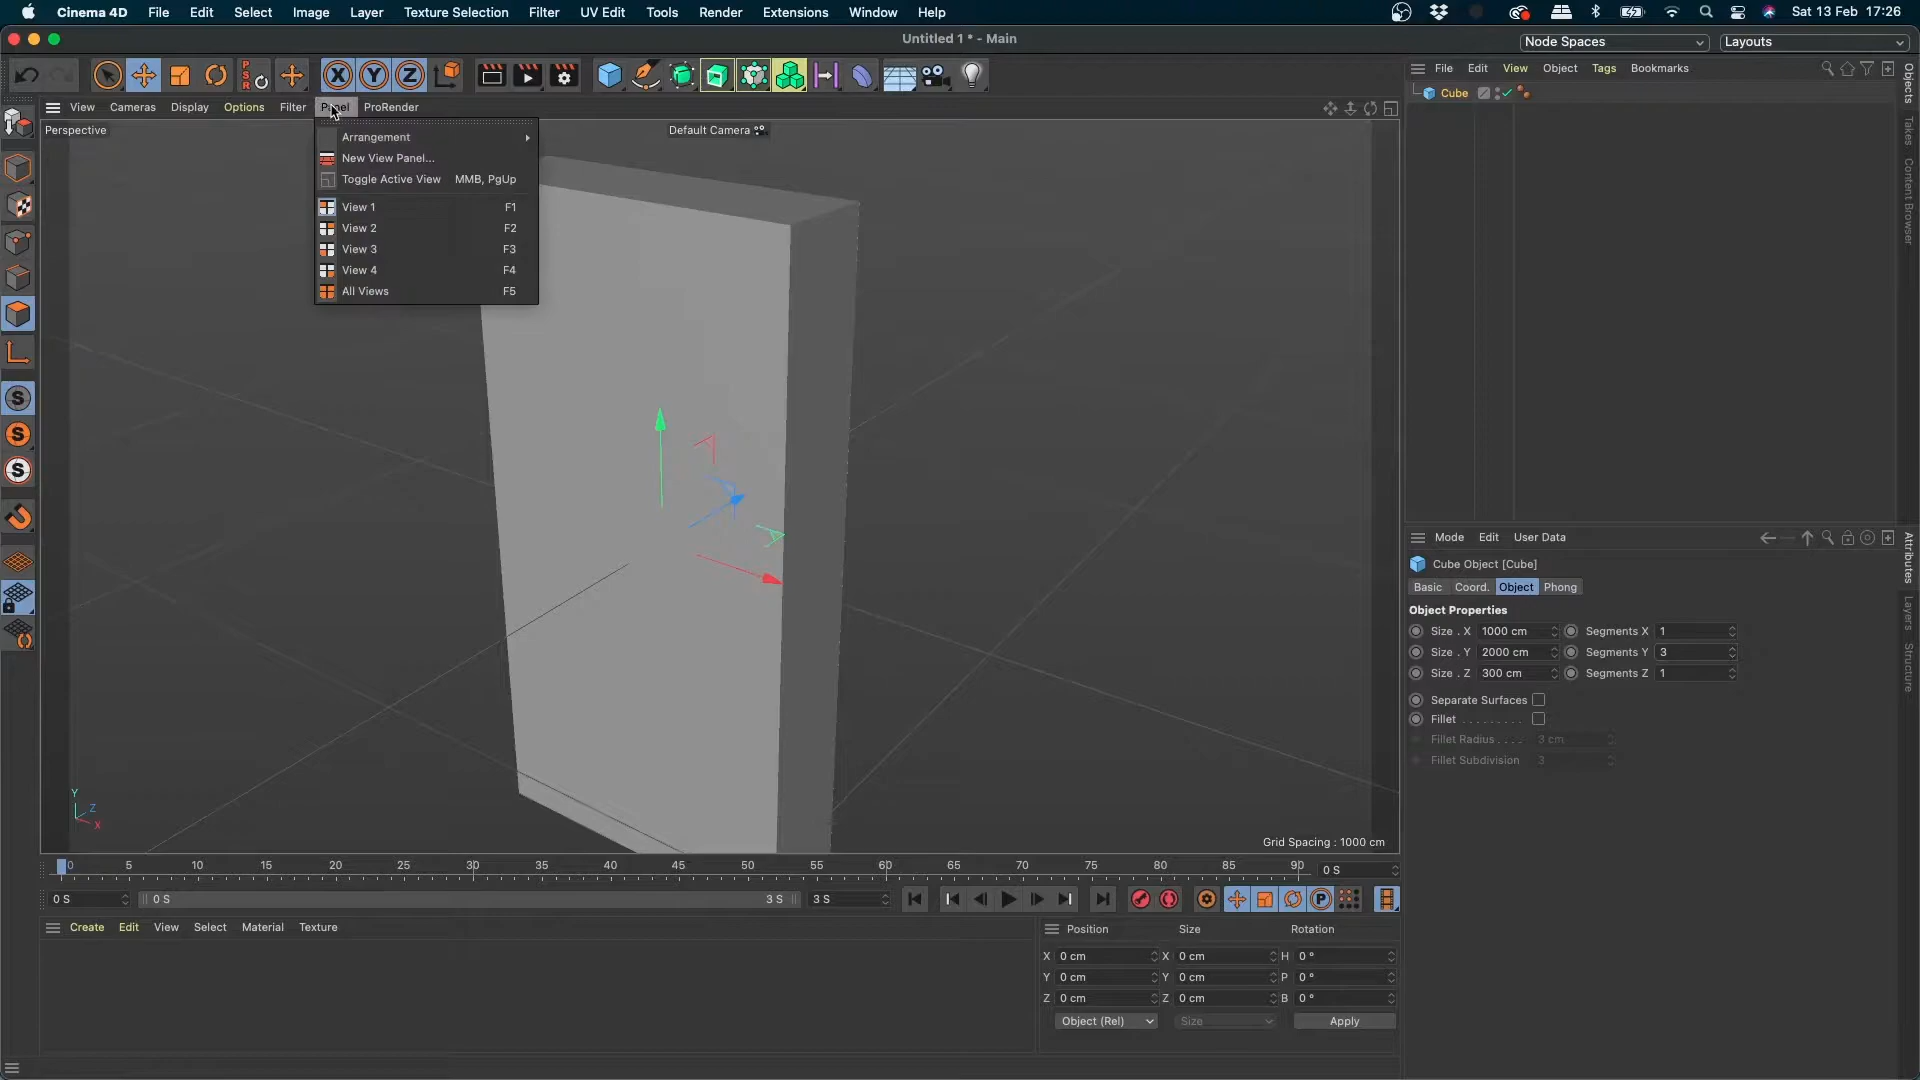 Cinema 4D File Edit Select Image Layer Texture Selection Filter UV Edit Tools Render Extensions Window Help Sat 13 Feb 17:26
Untitled 1 * - Main
Node Spaces Layouts
File Edit View Object Tags Bookmarks
View Cameras Display Options Filter Panel ProRender
Cube
Perspective Default Camera
Arrangement
New View Panel...
Toggle Active View MMB, PgUp
View 1 F1
View 2 F2
View 3 F3
View 4 F4
All Views F5
Objects
Takes
Content Browser
Mode Edit User Data
Cube Object [Cube]
Basic Coord. Object Phong
Object Properties
Size . X 1000 cm Segments X 1
Size . Y 2000 cm Segments Y 3
Size . Z 300 cm Segments Z 1
Separate Surfaces
Fillet . . . . . . . . .
Fillet Radius . . . . 3 cm
Fillet Subdivision 3
Attributes
Layers
Structure
PSR
X Y Z
S
S
S
Y
Z
X
Grid Spacing : 1000 cm
0 5 10 15 20 25 30 35 40 45 50 55 60 65 70 75 80 85 90 0 S
0 S 0 S 3 S 3 S P
Create Edit View Select Material Texture
Position Size Rotation
X 0 cm X 0 cm H 0 °
Y 0 cm Y 0 cm P 0 °
Z 0 cm Z 0 cm B 0 °
Object (Rel) Size Apply